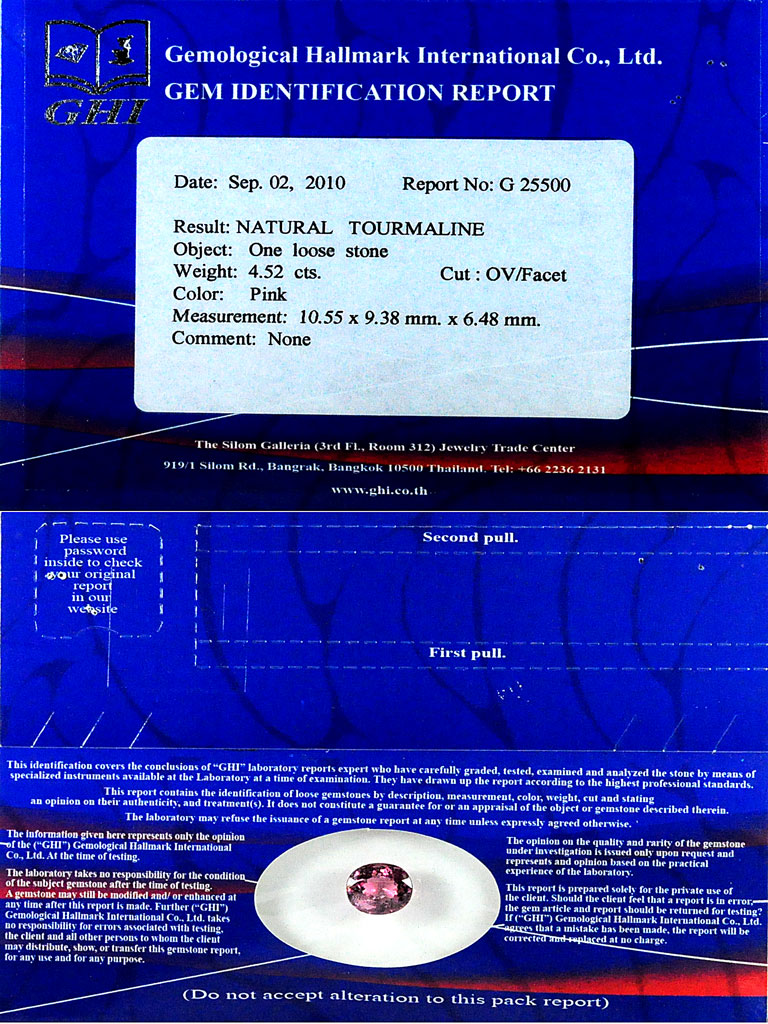 GHI
Gemological Hallmark International Co., Ltd.
GEM IDENTIFICATION REPORT
Date: Sep. 02, 2010 Report No: G 25500
Result: NATURAL TOURMALINE
Object: One loose stone
Weight: 4.52 cts. Cut : OV/Facet
Color: Pink
Measurement: 10.55 x 9.38 mm. x 6.48 mm.
Comment: None
The Silom Galleria (3rd Fl., Room 312) Jewelry Trade Center
919/1 Silom Rd., Bangrak, Bangkok 10500 Thailand. Tel: +66 2236 2131
www.ghi.co.th
Please use
password
inside to check
your original
report
in our
website
Second pull.
First pull.
This identification covers the conclusions of “GHI” laboratory reports expert who have carefully graded, tested, examined and analyzed the stone by means of
specialized instruments available at the Laboratory at a time of examination. They have drawn up the report according to the highest professional standards.
This report contains the identification of loose gemstones by description, measurement, color, weight, cut and stating
an opinion on their authenticity, and treatment(s). It does not constitute a guarantee for or an appraisal of the object or gemstone described therein.
The laboratory may refuse the issuance of a gemstone report at any time unless expressly agreed otherwise.
The information given here represents only the opinion
of the (“GHI”) Gemological Hallmark International
Co., Ltd. At the time of testing.
The laboratory takes no responsibility for the condition
of the subject gemstone after the time of testing.
A gemstone may still be modified and/ or enhanced at
any time after this report is made. Further (“GHI”)
Gemological Hallmark International Co., Ltd. takes
no responsibility for errors associated with testing.
the client and all other persons to whom the client
may distribute, show, or transfer this gemstone report,
for any use and for any purpose.
The opinion on the quality and rarity of the gemstone
under investigation is issued only upon request and
represents and opinion based on the practical
experience of the laboratory.
This report is prepared solely for the private use of
the client. Should the client feel that a report is in error,
the gem article and report should be returned for testing?
If (“GHI”) Gemological Hallmark International Co., Ltd.
agrees that a mistake has been made, the report will be
corrected and replaced at no charge.
(Do not accept alteration to this pack report)